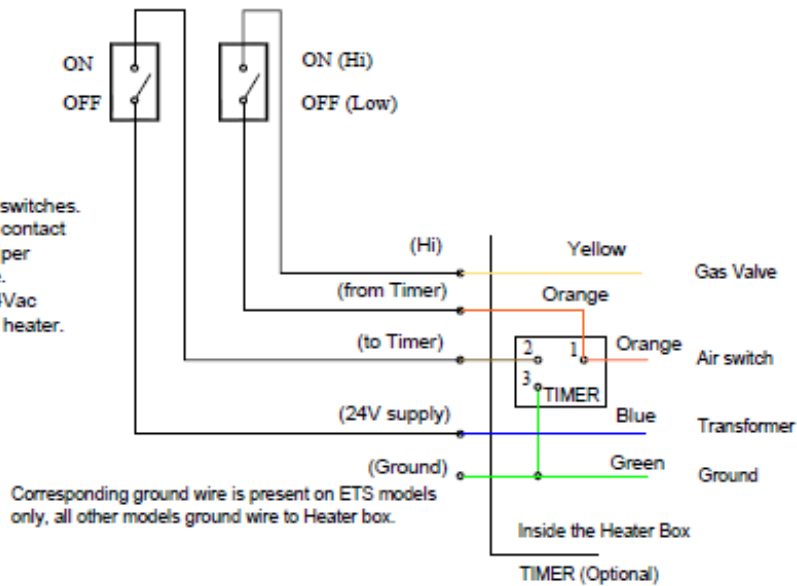 ON
OFF
ON (Hi)
OFF (Low)
switches.
contact
per
Vac
heater.
(Hi)
(from Timer)
(to Timer)
(24V supply)
(Ground)
Yellow
Gas Valve
Orange
2 1
Orange
Air switch
3
TIMER
Blue
Transformer
Green
Ground
Corresponding ground wire is present on ETS models
only, all other models ground wire to Heater box.
Inside the Heater Box
TIMER (Optional)